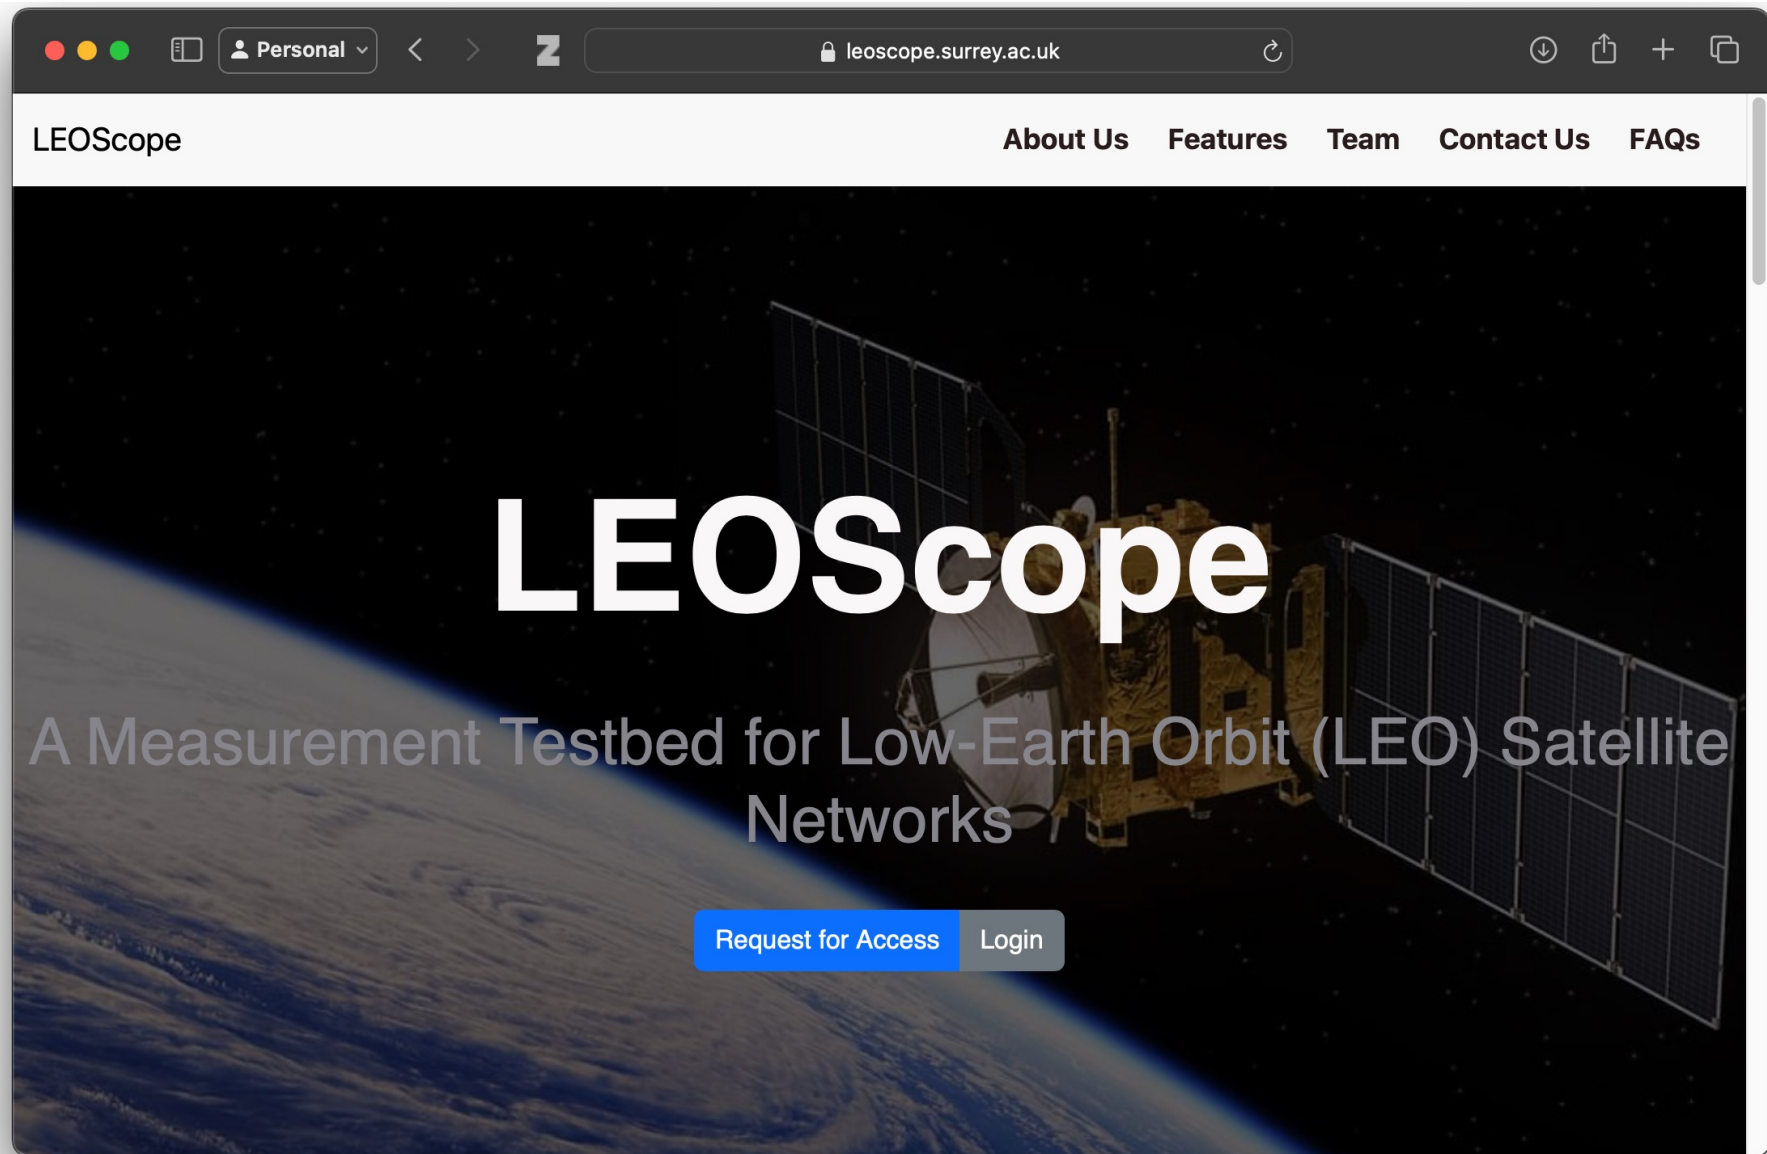 Personal
leoscope.surrey.ac.uk
LEOScope
About Us
Features
Team
Contact Us
FAQs
LEOScope
A Measurement Testbed for Low-Earth Orbit (LEO) Satellite
Networks
Request for Access
Login